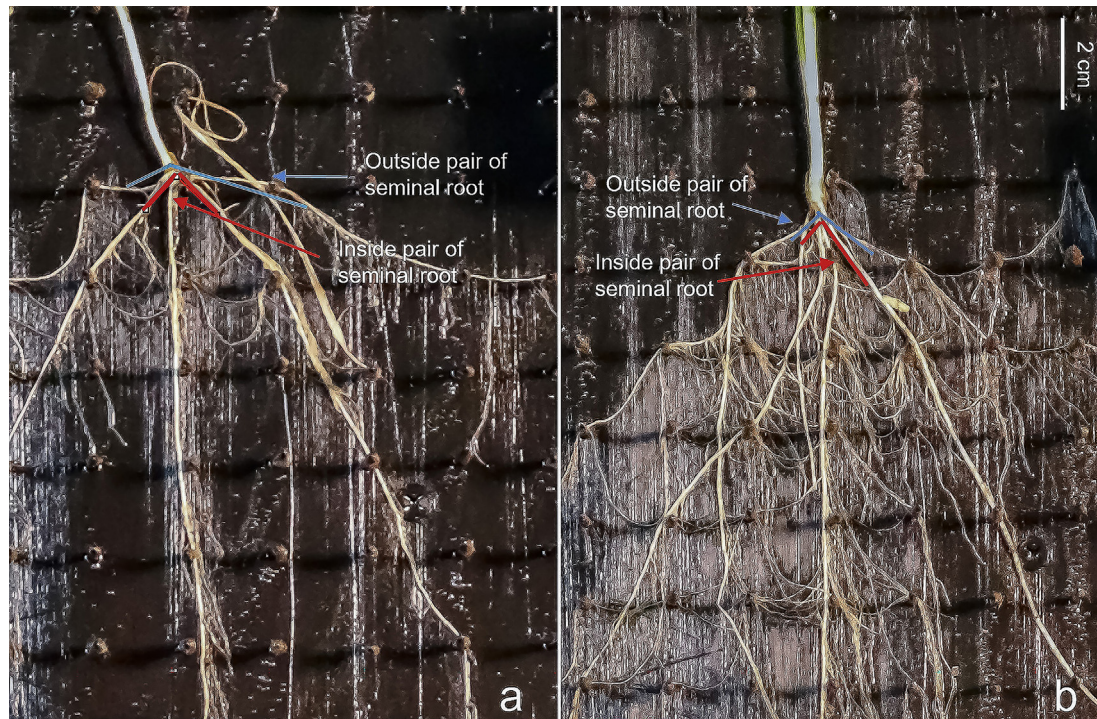 Outside pair of
seminal root
Inside pair of
seminal root
a
Outside pair of
seminal root
Inside pair of
seminal root
2 cm
b